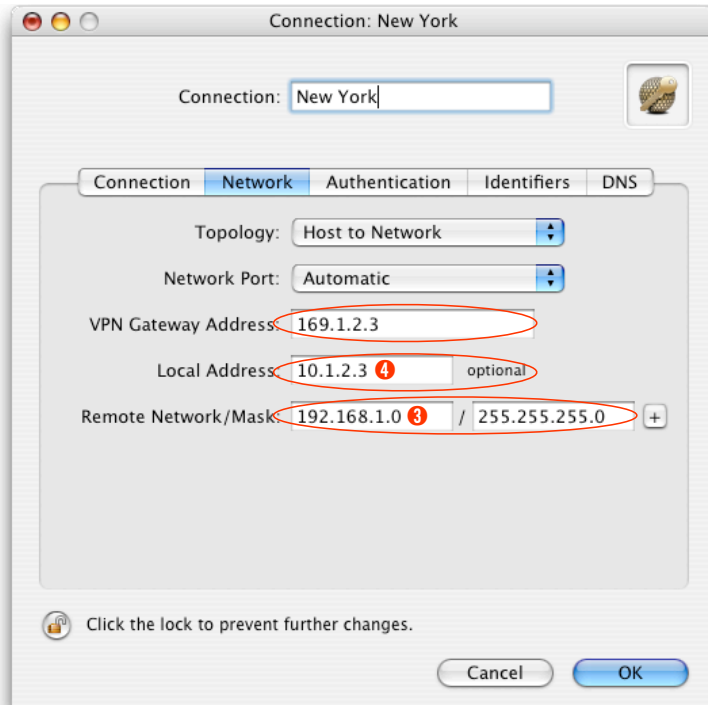 Connection: New York
Connection: New York
Connection Network Authentication Identifiers DNS
Topology: Host to Network
Network Port: Automatic
VPN Gateway Address: 169.1.2.3
Local Address: 10.1.2.3 4 optional
Remote Network/Mask: 192.168.1.0 3 / 255.255.255.0 +
Click the lock to prevent further changes.
Cancel OK